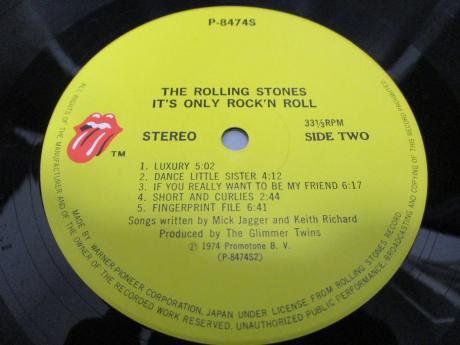 P-8474S
THE ROLLING STONES
IT'S ONLY ROCK'N ROLL
STEREO
33⅓RPM
SIDE TWO
TM
1. LUXURY 5:02
2. DANCE LITTLE SISTER 4:12
3. IF YOU REALLY WANT TO BE MY FRIEND 6:17
4. SHORT AND CURLIES 2:44
5. FINGERPRINT FILE 6:41
Songs written by Mick Jagger and Keith Richard
Produced by The Glimmer Twins
Ⓟ 1974 Promotone B. V.
(P-8474S2)
MADE BY WARNER-PIONEER CORPORATION, JAPAN UNDER LICENSE FROM ROLLING STONES RECORD.
ALL RIGHTS OF THE MANUFACTURER AND OF THE OWNER OF THE RECORDED WORK RESERVED. UNAUTHORIZED PUBLIC PERFORMANCE, BROADCASTING AND COPYING OF THIS RECORD PROHIBITED